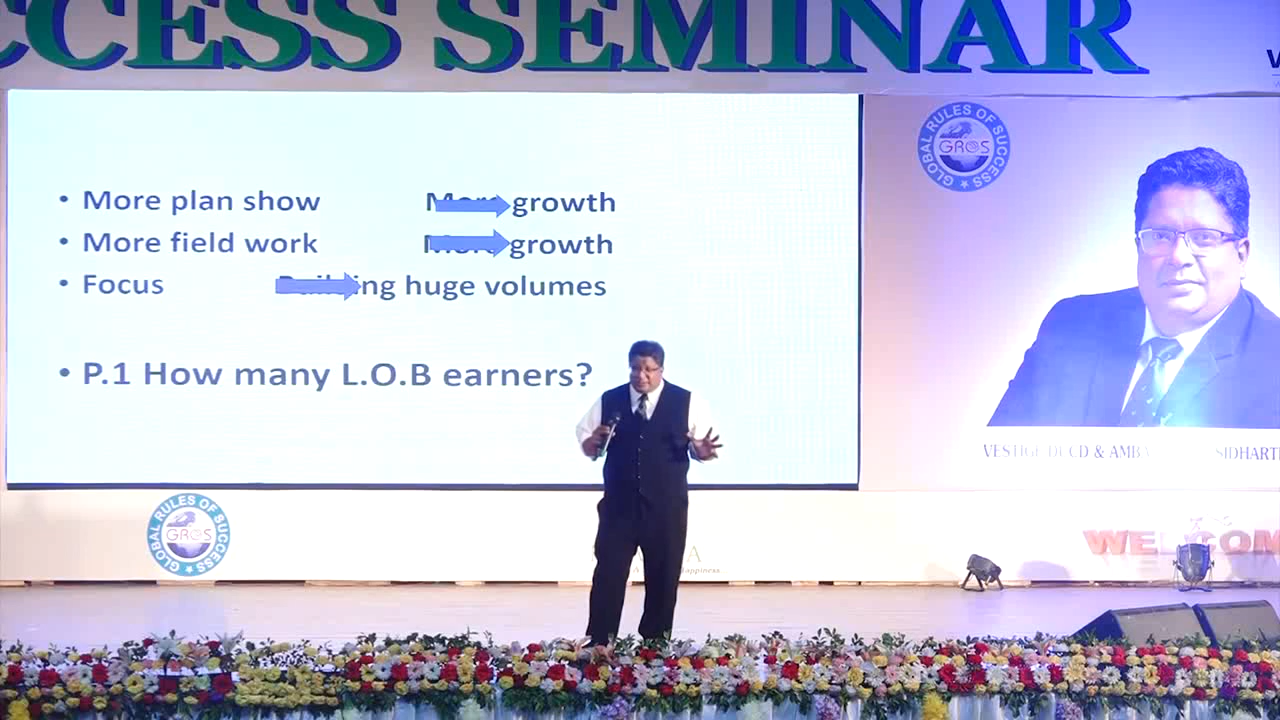 CCESS SEMINAR
GLOBAL RULES OF SUCCESS
GROS
• More plan show growth
• More field work growth
• Focus huge volumes
• P.1 How many L.O.B earners?
VESTIGE & SIDHART
GLOBAL RULES OF SUCCESS
GROS
WELCOM